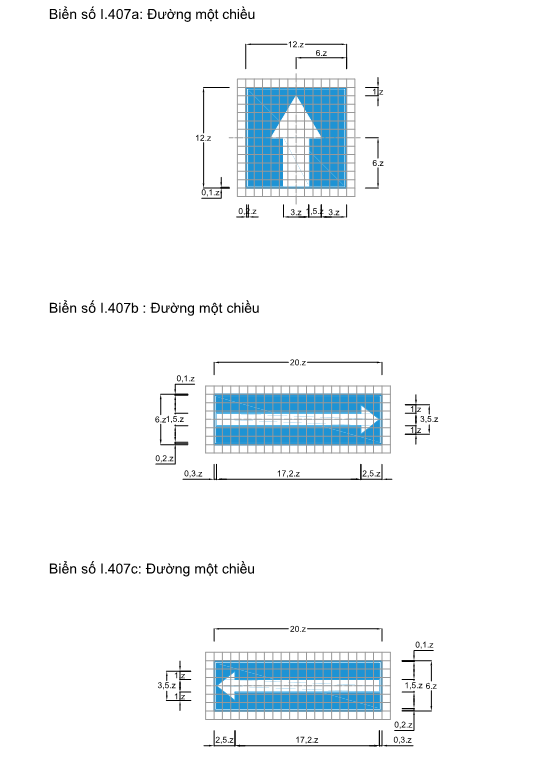 Biển số I.407a: Đường một chiều
12.z
6.z
1.z
12.z
6.z
0,1.z
0,2.z
3.z
1,5.z
3.z
Biển số I.407b : Đường một chiều
20.z
0,1.z
6.z
1,5.z
1.z
3,5.z
1.z
0,2.z
0,3.z
17,2.z
2,5.z
Biển số I.407c: Đường một chiều
20.z
0,1.z
1.z
3,5.z
1.z
1,5.z
6.z
0,2.z
2,5.z
17,2.z
0,3.z